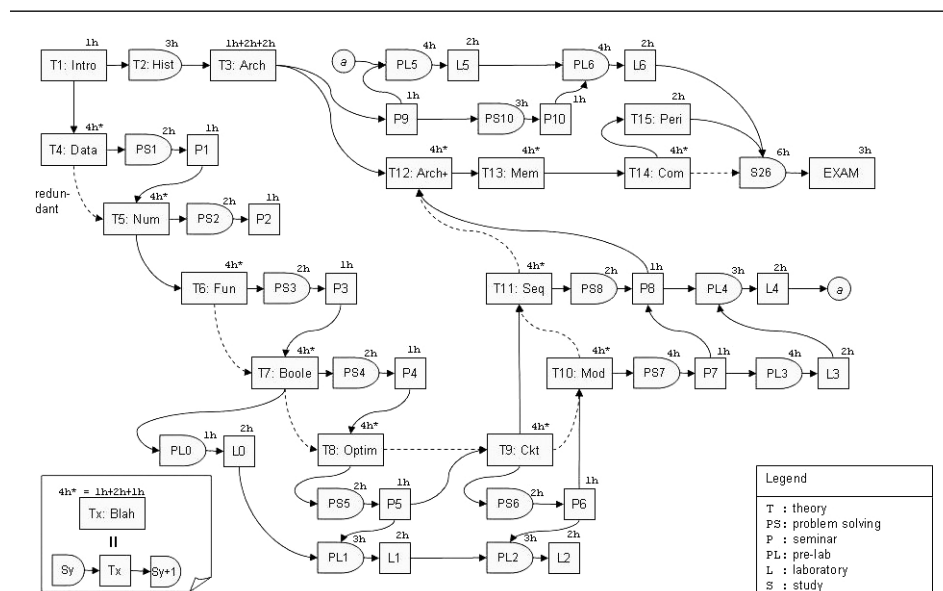 1h 3h 1h+2h+2h
T1: Intro T2: Hist T3: Arch
a 4h 2h 4h 2h
PL5 L5 PL6 L6
1h 3h 1h 2h
P9 PS10 P10 T15: Peri
4h* 2h 1h
T4: Data PS1 P1
4h* 4h* 4h* 6h 3h
T12: Arch+ T13: Mem T14: Com S26 EXAM
redun-
dant
4h* 2h 1h
T5: Num PS2 P2
4h* 2h 1h
T6: Fun PS3 P3
4h* 2h 1h 3h 2h
T11: Seq PS8 P8 PL4 L4 a
4h* 2h 1h
T7: Boole PS4 P4
4h* 4h 1h 4h 2h
T10: Mod PS7 P7 PL3 L3
1h 2h
PL0 L0
4h* 4h*
T8: Optim T9: Ckt
2h 1h 2h 1h
PS5 P5 PS6 P6
3h 2h 3h 2h
PL1 L1 PL2 L2
4h* = 1h+2h+1h
Tx: Blah
=
Sy Tx Sy+1
Legend
T : theory
PS: problem solving
P : seminar
PL: pre-lab
L : laboratory
S : study